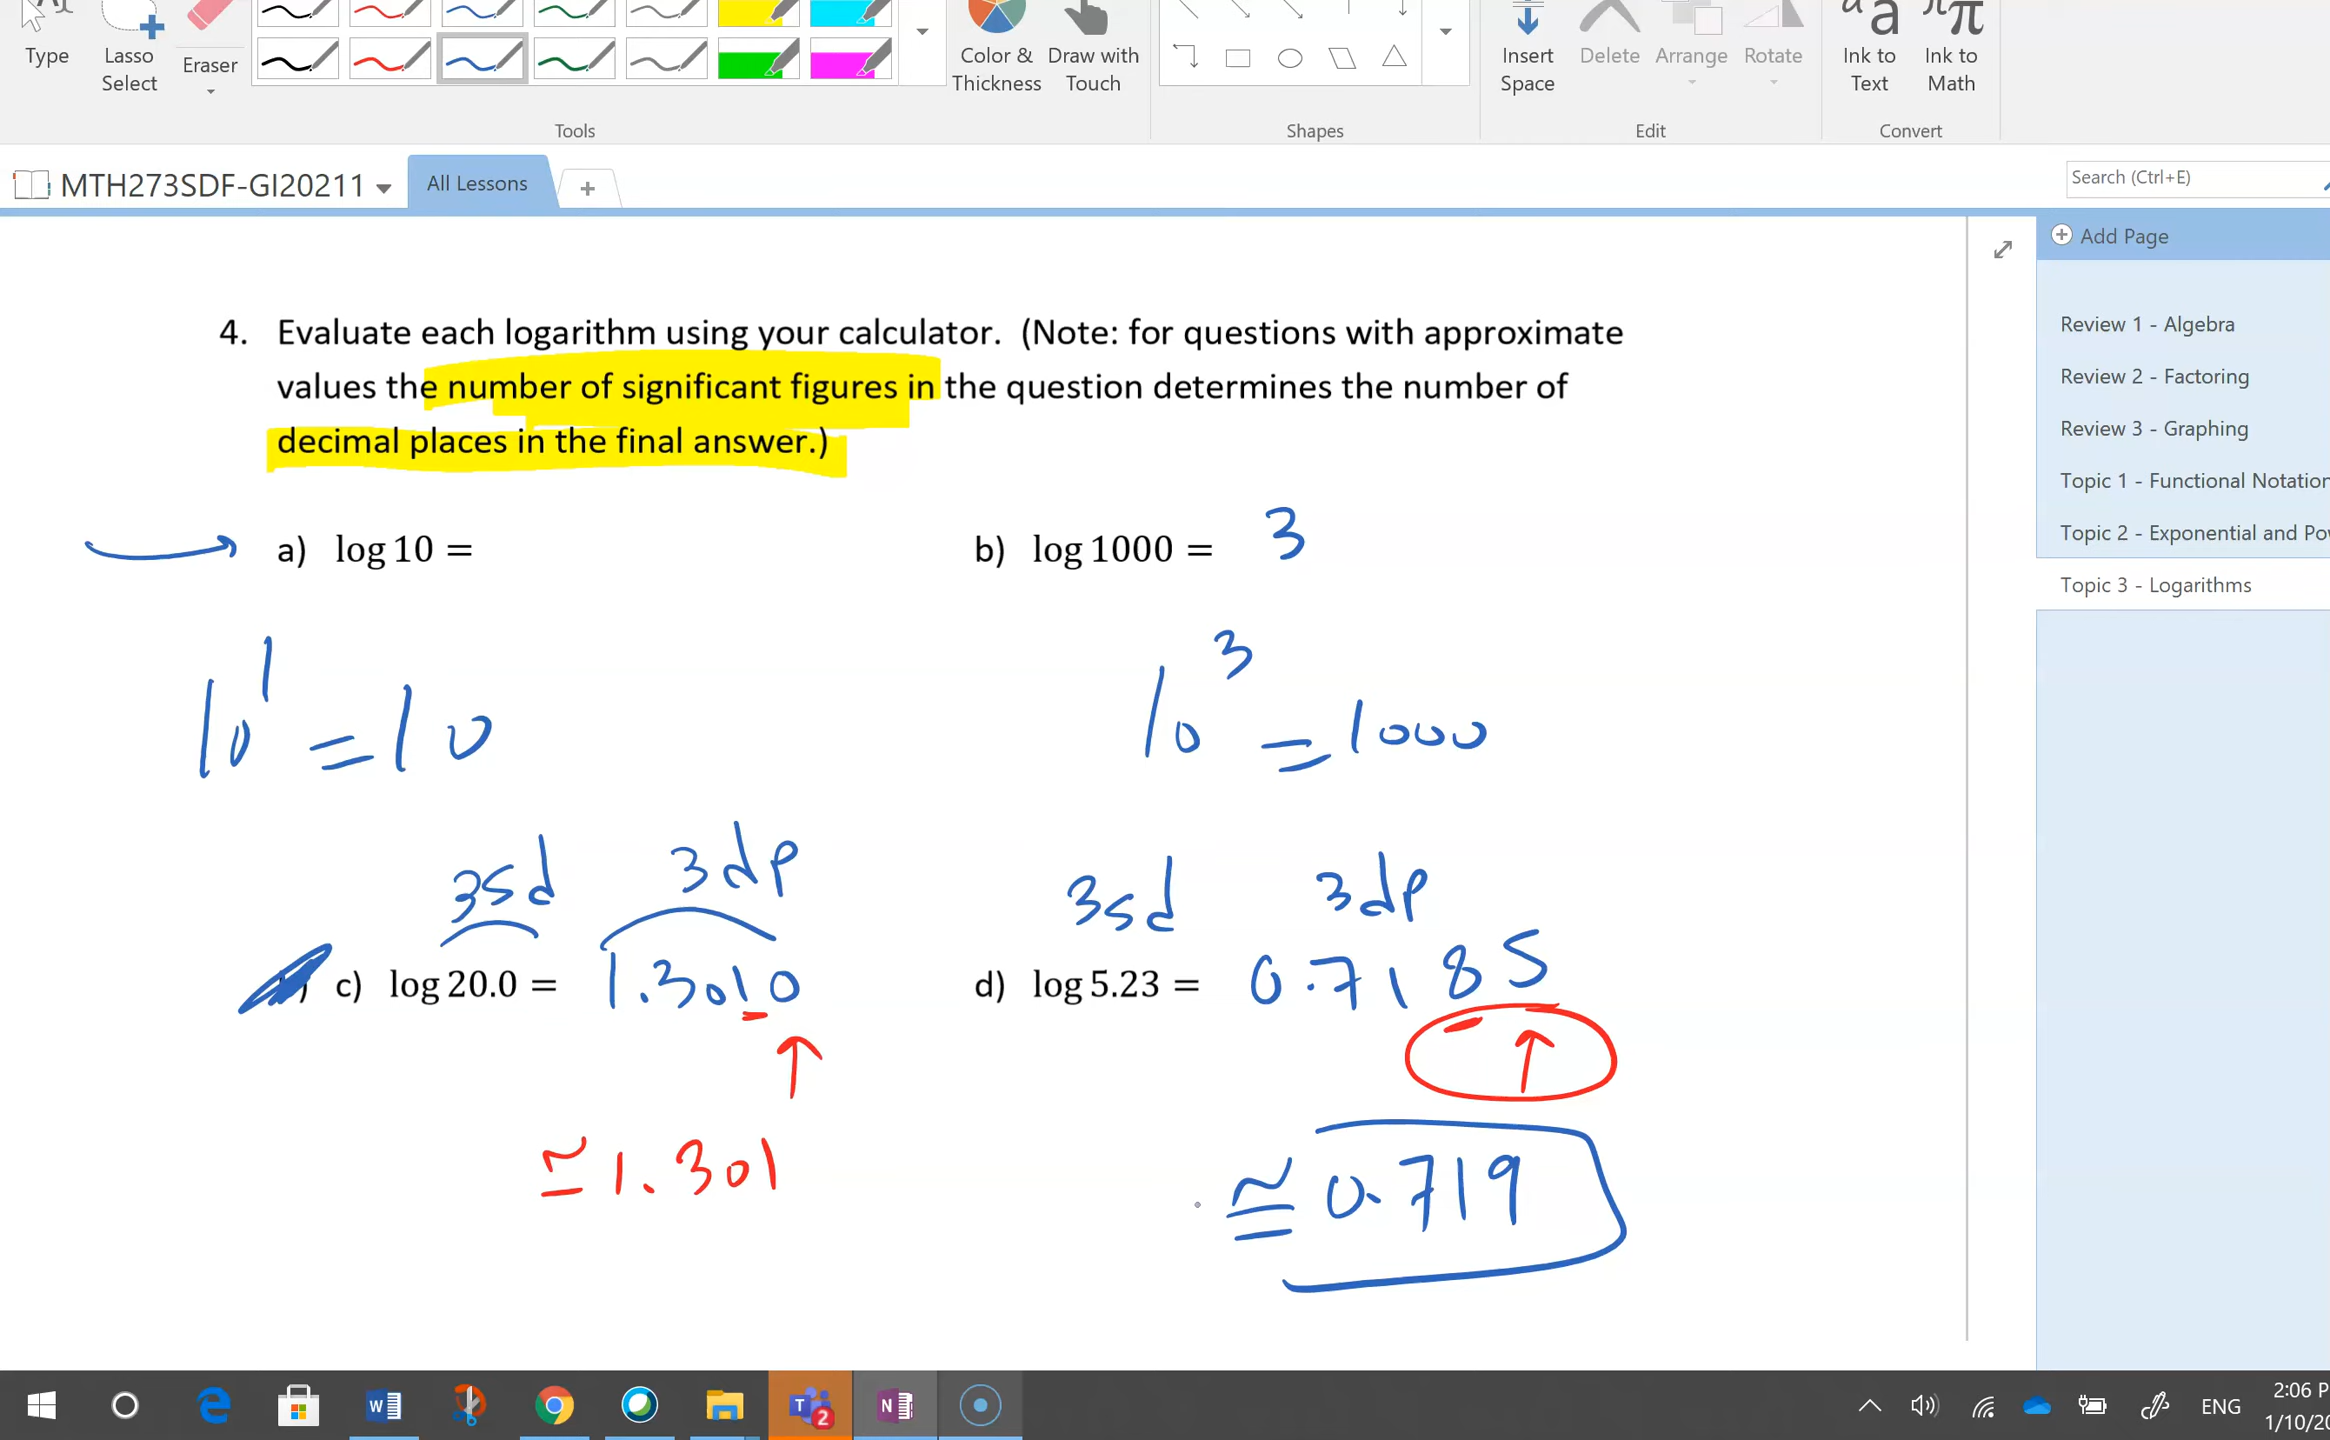 Type
Lasso Select
Eraser
Color & Thickness
Draw with Touch
Insert Space
Delete
Arrange
Rotate
Ink to Text
Ink to Math
Tools
Shapes
Edit
Convert
MTH273SDF-GI20211
All Lessons
+
Search (Ctrl+E)
Add Page
Review 1 - Algebra
Review 2 - Factoring
Review 3 - Graphing
Topic 1 - Functional Notation
Topic 2 - Exponential and Po
Topic 3 - Logarithms
4. Evaluate each logarithm using your calculator. (Note: for questions with approximate
values the number of significant figures in the question determines the number of
decimal places in the final answer.)
a) log 10 =
b) log 1000 = 3
10¹ = 10
10³ = 1000
3sd 3dp
3sd 3dp
c) log 20.0 = 1.3010
d) log 5.23 = 0.7185
≃ 1.301
≅ 0.719
2
ENG
2:06 P
1/10/20